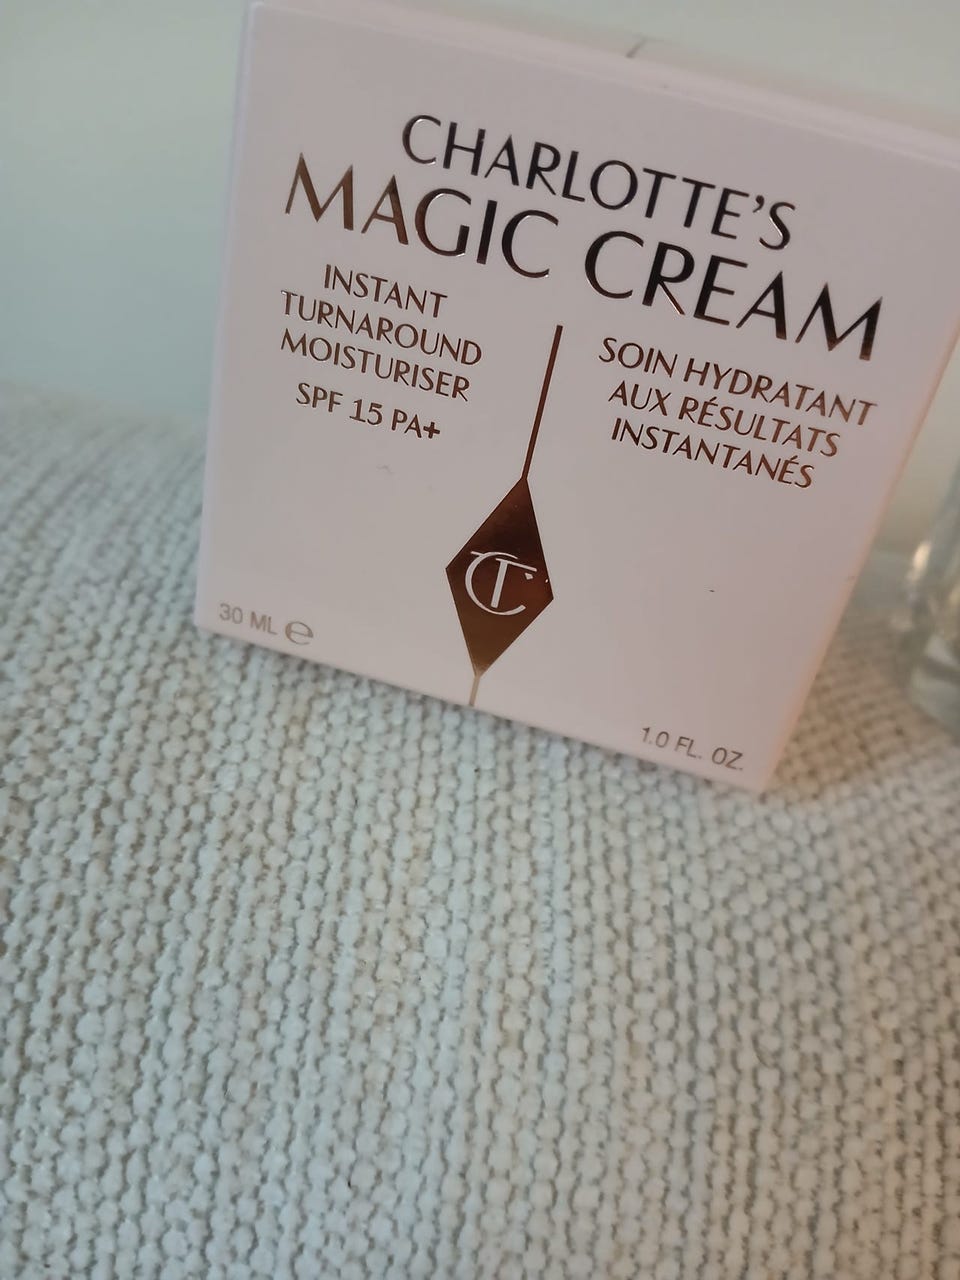 CHARLOTTE'S
MAGIC CREAM
INSTANT
TURNAROUND
MOISTURISER
SPF 15 PA+
SOIN HYDRATANT
AUX RÉSULTATS
INSTANTANÉS
CT
30 ML ℮
1.0 FL. OZ.